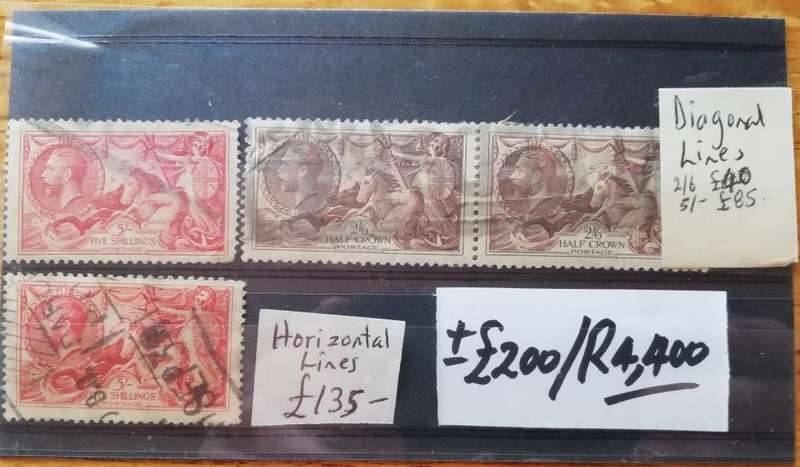 5/-
FIVE SHILLINGS
POSTAGE
2/6
HALF CROWN
POSTAGE
2/6
HALF CROWN
POSTAGE
Diagonal
Lines
2/6 £40
5/- £85.
5/-
SHILLINGS
POSTAGE
Horizontal
Lines
£135-
± £200/R4,400